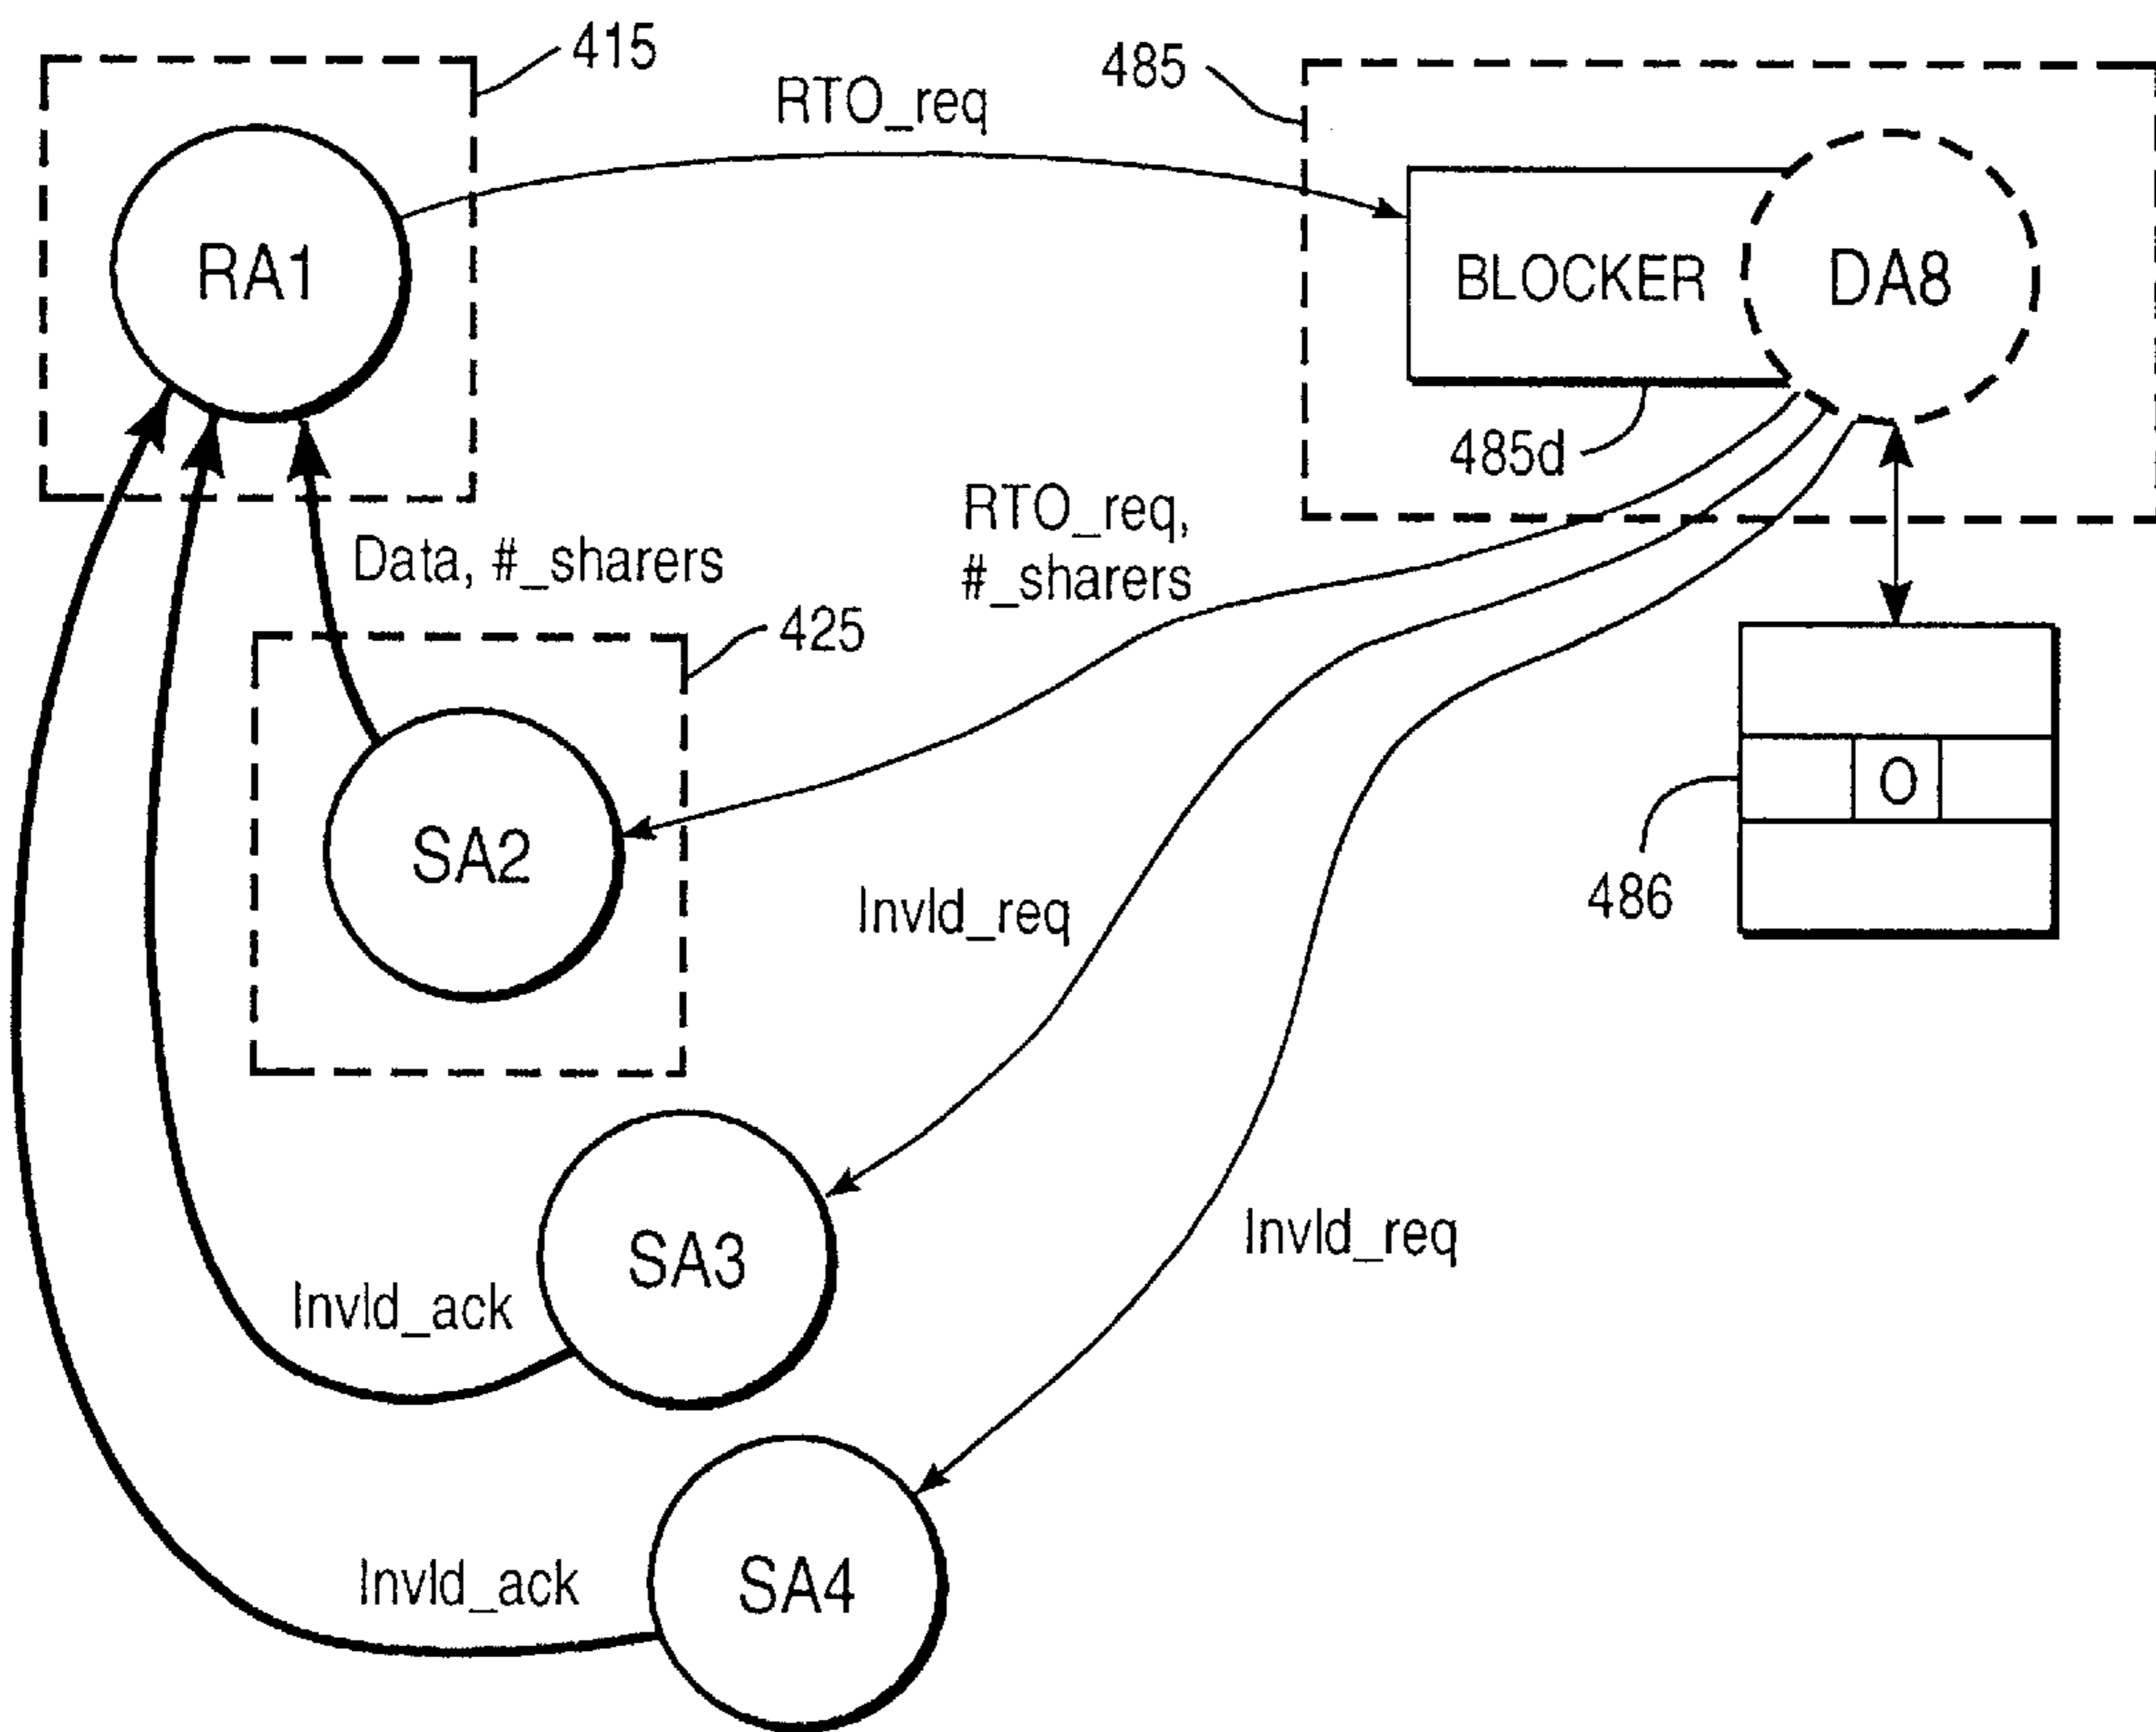 415
485
RTO_req
RA1
BLOCKER
DA8
485d
RTO_req,
#_sharers
Data, #_sharers
425
O
SA2
486
Invld_req
SA3
Invld_req
Invld_ack
Invld_ack
SA4